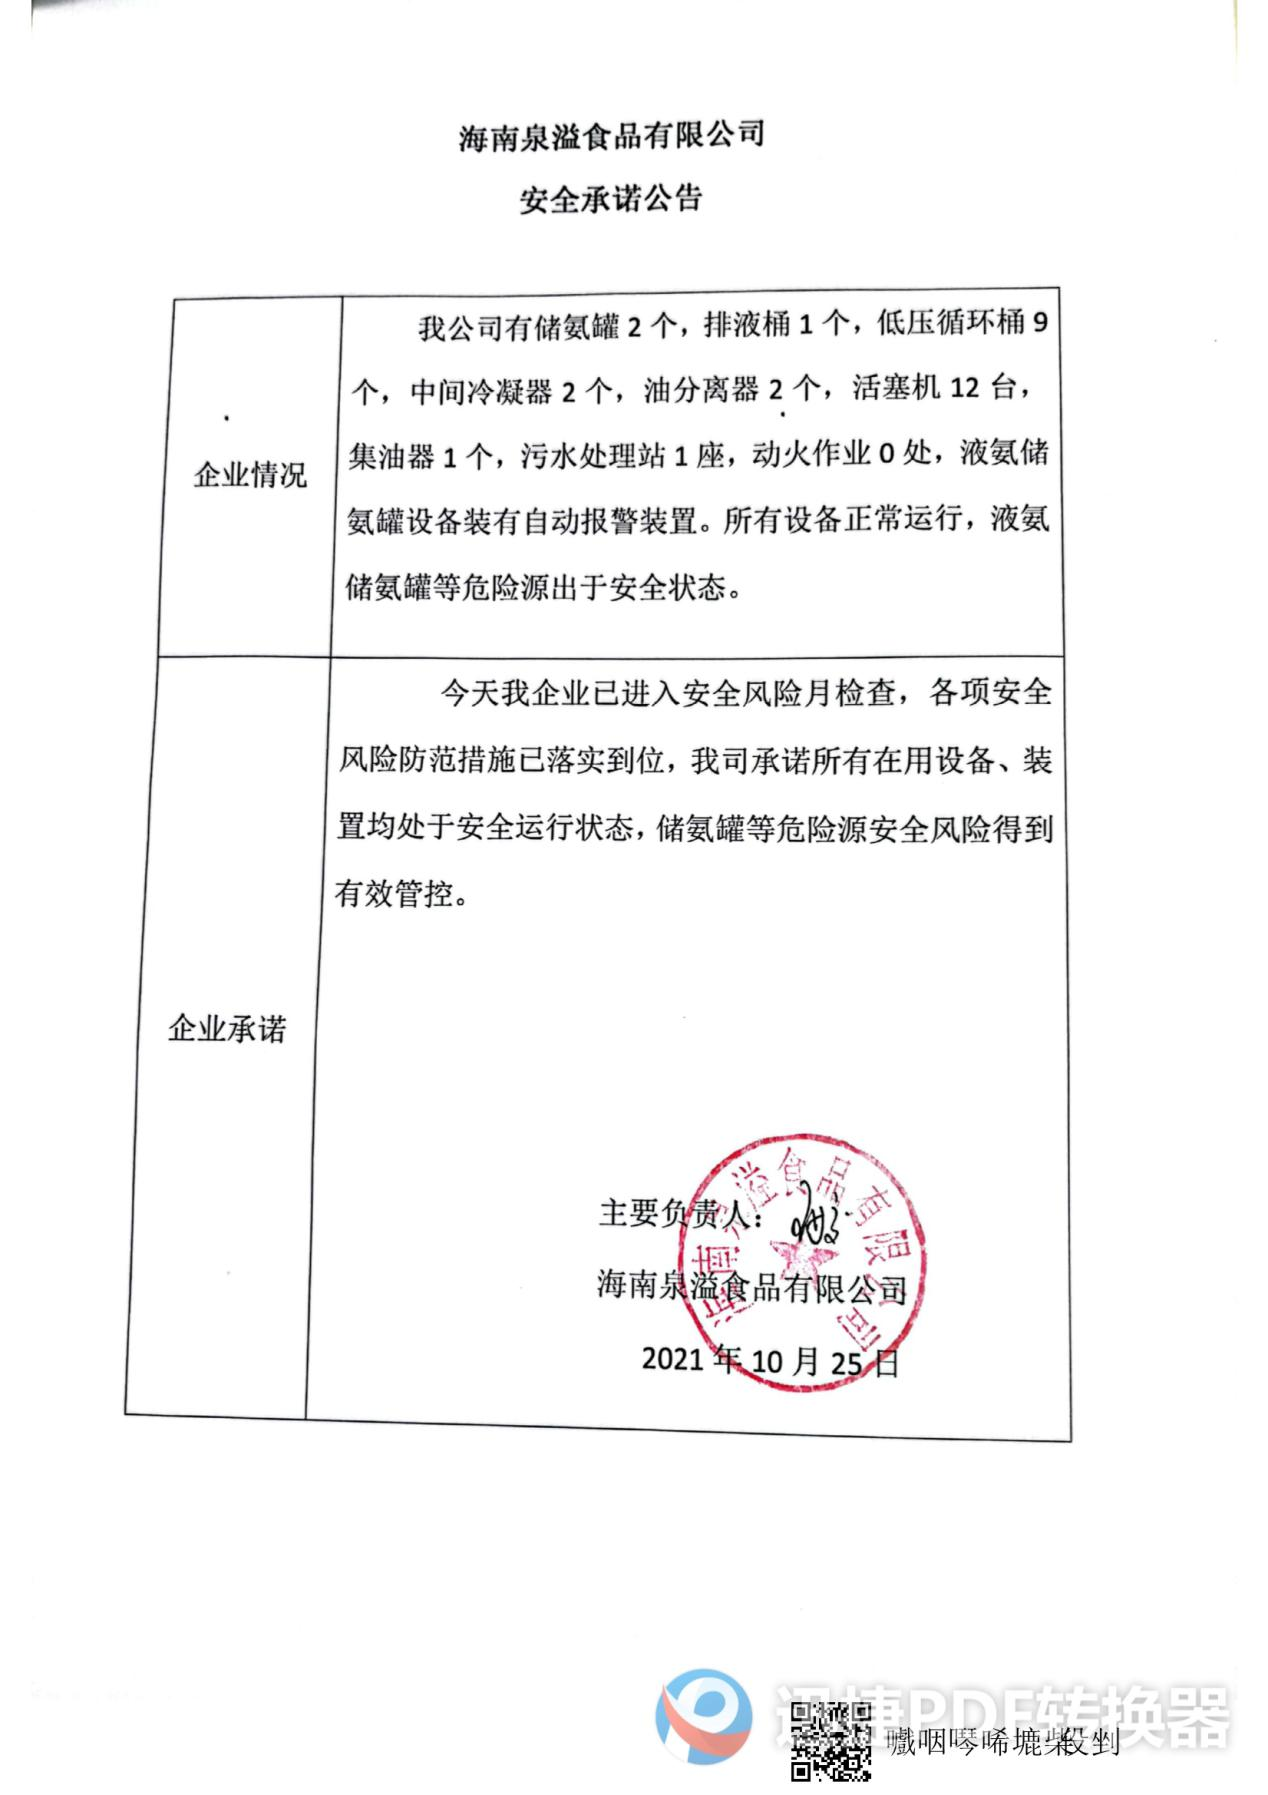 海南泉溢食品有限公司
安全承诺公告
企业情况
我公司有储氨罐 2 个，排液桶 1 个，低压循环桶 9
个，中间冷凝器 2 个，油分离器 2 个，活塞机 12 台，
集油器 1 个，污水处理站 1 座，动火作业 0 处，液氨储
氨罐设备装有自动报警装置。所有设备正常运行，液氨
储氨罐等危险源出于安全状态。
企业承诺
今天我企业已进入安全风险月检查，各项安全
风险防范措施已落实到位，我司承诺所有在用设备、装
置均处于安全运行状态，储氨罐等危险源安全风险得到
有效管控。
主要负责人：
海南泉溢食品有限公司
2021 年 10 月 25 日
海南泉溢食品有限公司
迅捷PDF转换器